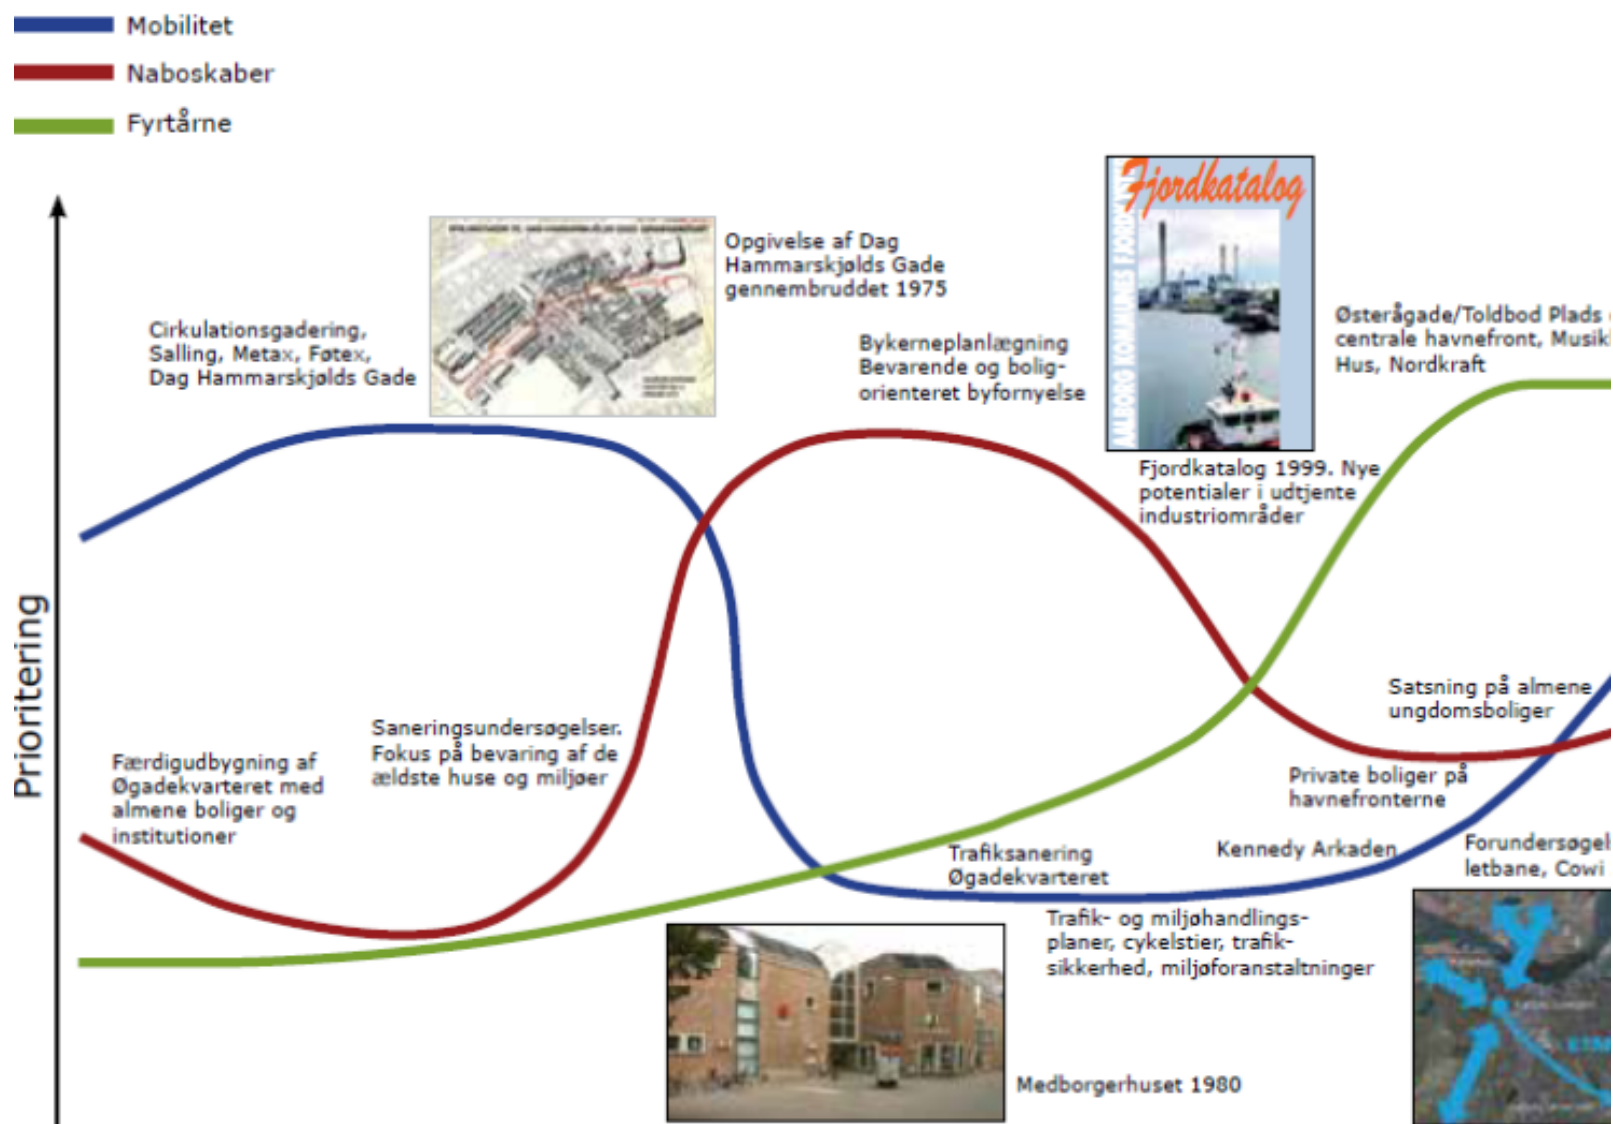 Mobilitet
Naboskaber
Fyrtårne
Prioritering
Cirkulationsgadering,
Salling, Metax, Føtex,
Dag Hammarskjølds Gade
Opgivelse af Dag
Hammarskjølds Gade
gennembruddet 1975
Bykerneplanlægning
Bevarende og bolig-
orienteret byfornyelse
Fjordkatalog
AALBORG KOMMUNES FJORDKYST
Fjordkatalog 1999. Nye
potentialer i udtjente
industriområder
Østerågade/Toldbod Plads
centrale havnefront,
Hus, Nordkraft
Færdigudbygning af
Øgadekvarteret med
almene boliger og
institutioner
Saneringsundersøgelser.
Fokus på bevaring af de
ældste huse og miljøer
Satsning på almene
ungdomsboliger
Private boliger på
havnefronterne
Trafiksanering
Øgadekvarteret
Kennedy Arkaden
Trafik- og miljøhandlings-
planer, cykelstier, trafik-
sikkerhed, miljøforanstaltninger
letbane, Cowi
Medborgerhuset 1980